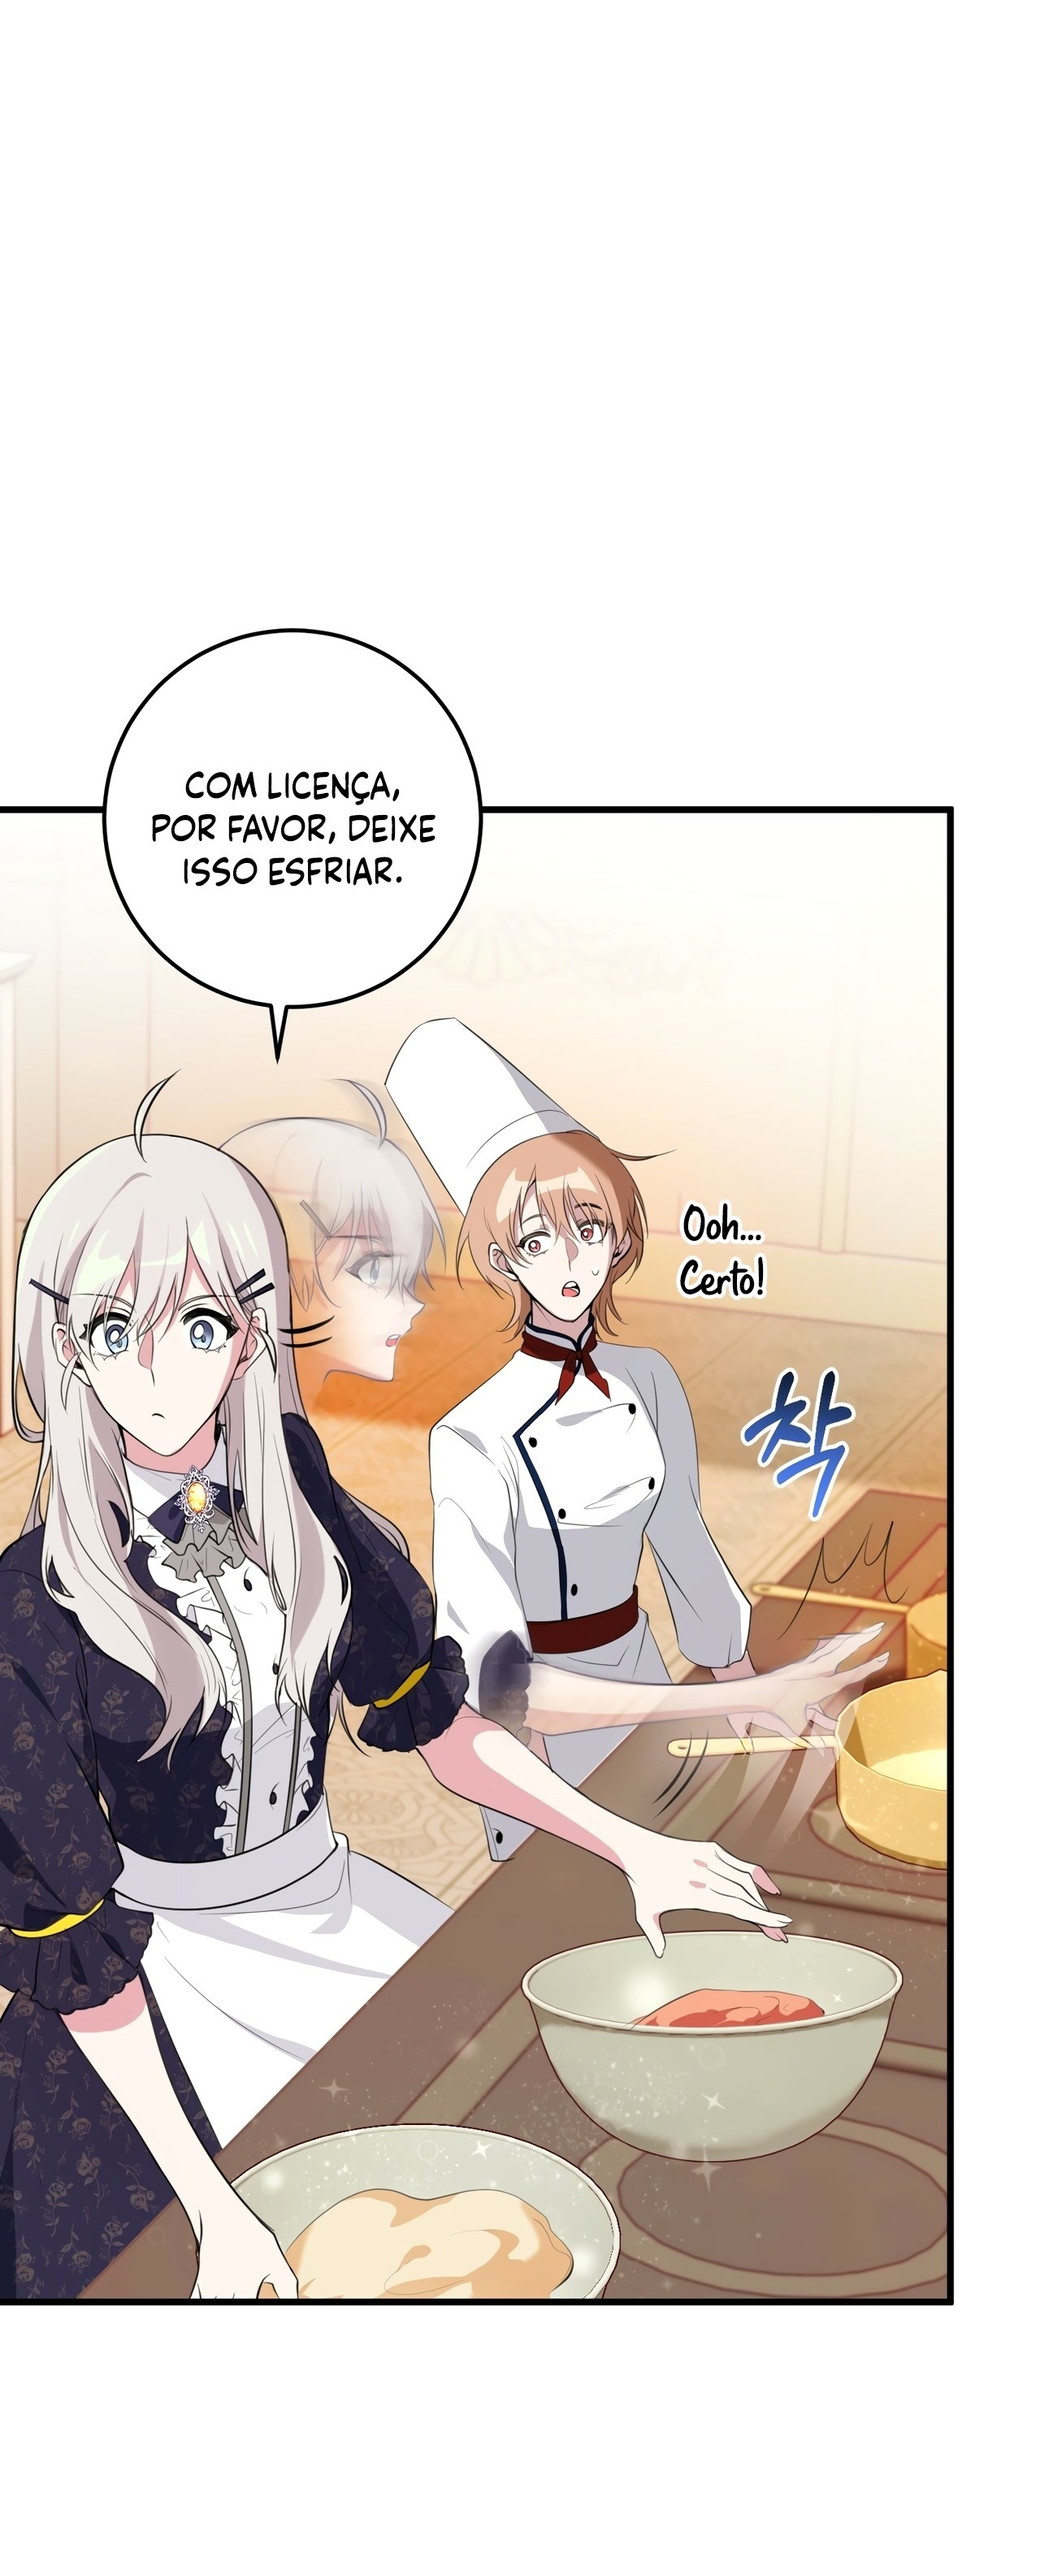 COM LICENÇA,
POR FAVOR, DEIXE
ISSO ESFRIAR.
Ooh...
Certo!
착